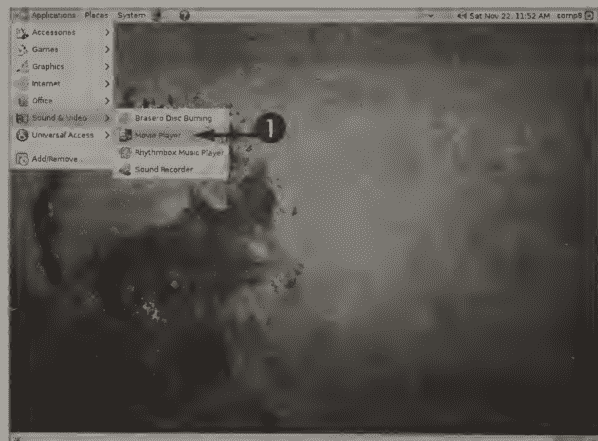 Applications Places System Sat Nov 22, 11:52 AM comp8
Accessories
Games
Graphics
Internet
Office
Sound & Video
Universal Access
Add/Remove...
Brasero Disc Burning
Movie Player
Rhythmbox Music Player
Sound Recorder
1